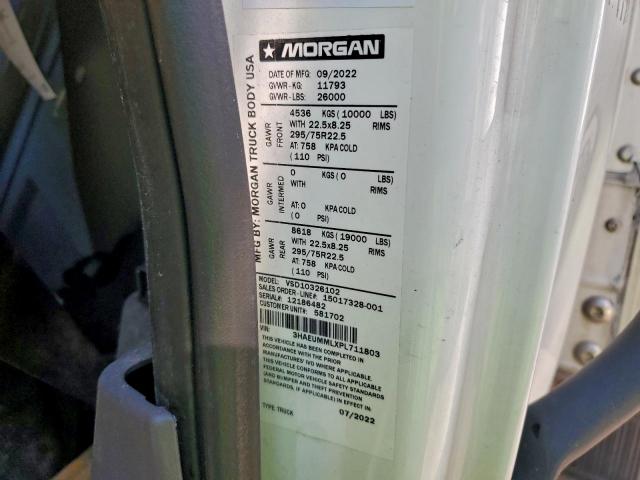 MORGAN
MFG BY: MORGAN TRUCK BODY USA
DATE OF MFG: 09/2022
GVWR-KG: 11793
GVWR-LBS: 26000
GAWR FRONT
4536 KGS ( 10000 LBS)
WITH 22.5x8.25 RIMS
295/75R22.5
AT: 758 KPA COLD
(110 PSI)
GAWR INTERMED
0 KGS ( 0 LBS)
WITH RIMS
AT: 0 KPA COLD
( 0 PSI)
GAWR REAR
8618 KGS ( 19000 LBS)
WITH 22.5x8.25 RIMS
295/75R22.5
AT: 758 KPA COLD
( 110 PSI)
MODEL: VSD10326102
SALES ORDER - LINE#: 15017328-001
SERIAL#: 12186482
CUSTOMER UNIT#: 581702
VIN: 3HAEUMMLXPL711803
THIS VEHICLE HAS BEEN COMPLETED IN
ACCORDANCE WITH THE PRIOR
MANUFACTURERS' IVD WHERE APPLICABLE.
THIS VEHICLE CONFORMS TO ALL APPLICABLE
FEDERAL MOTOR VEHICLE SAFETY STANDARDS,
(AND BUMPER AND THEFT PREVENTION
STANDARDS IF APPLICABLE) IN EFFECT IN:
TYPE: TRUCK 07/2022